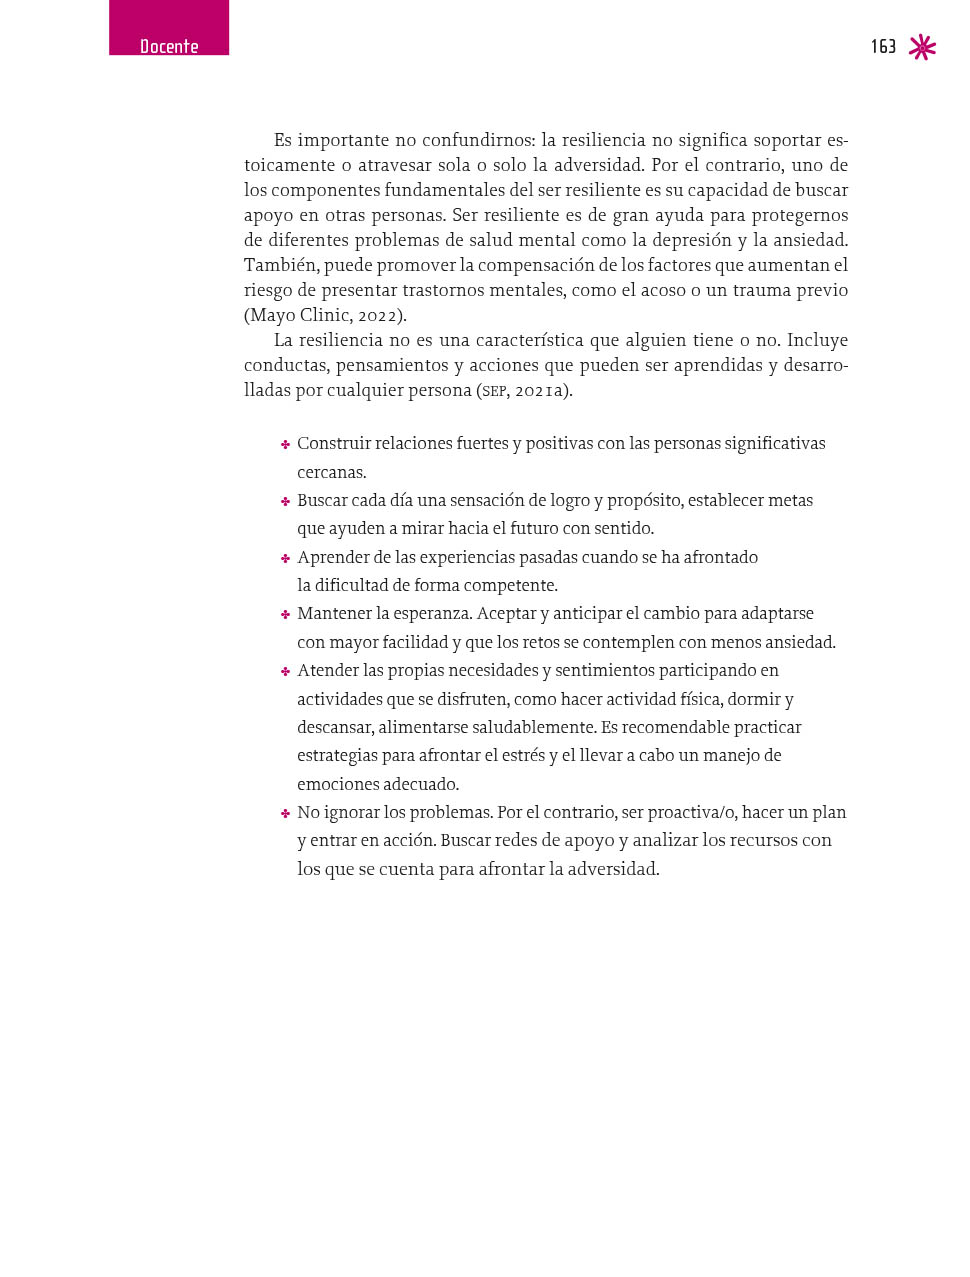 Docente
163
Es importante no confundirnos: la resiliencia no significa soportar es-
toicamente o atravesar sola o solo la adversidad. Por el contrario, uno de
los componentes fundamentales del ser resiliente es su capacidad de buscar
apoyo en otras personas. Ser resiliente es de gran ayuda para protegernos
de diferentes problemas de salud mental como la depresión y la ansiedad.
También, puede promover la compensación de los factores que aumentan el
riesgo de presentar trastornos mentales, como el acoso o un trauma previo
(Mayo Clinic, 2022).
La resiliencia no es una característica que alguien tiene o no. Incluye
conductas, pensamientos y acciones que pueden ser aprendidas y desarro-
lladas por cualquier persona (SEP, 2021a).
✤ Construir relaciones fuertes y positivas con las personas significativas
cercanas.
✤ Buscar cada día una sensación de logro y propósito, establecer metas
que ayuden a mirar hacia el futuro con sentido.
✤ Aprender de las experiencias pasadas cuando se ha afrontado
la dificultad de forma competente.
✤ Mantener la esperanza. Aceptar y anticipar el cambio para adaptarse
con mayor facilidad y que los retos se contemplen con menos ansiedad.
✤ Atender las propias necesidades y sentimientos participando en
actividades que se disfruten, como hacer actividad física, dormir y
descansar, alimentarse saludablemente. Es recomendable practicar
estrategias para afrontar el estrés y el llevar a cabo un manejo de
emociones adecuado.
✤ No ignorar los problemas. Por el contrario, ser proactiva/o, hacer un plan
y entrar en acción. Buscar redes de apoyo y analizar los recursos con
los que se cuenta para afrontar la adversidad.